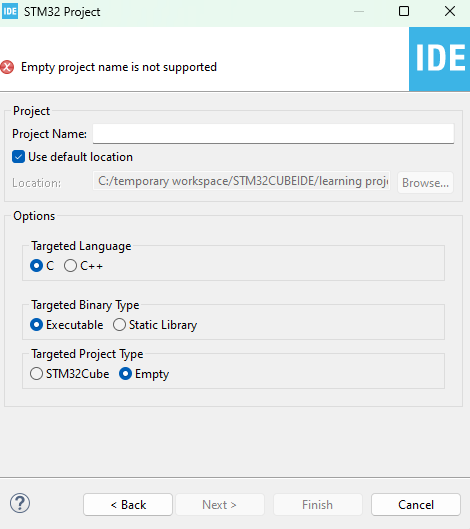 IDE STM32 Project
Empty project name is not supported
IDE
Project
Project Name:
Use default location
Location: C:/temporary workspace/STM32CUBEIDE/learning proje Browse...
Options
Targeted Language
C C++
Targeted Binary Type
Executable Static Library
Targeted Project Type
STM32Cube Empty
? < Back Next > Finish Cancel